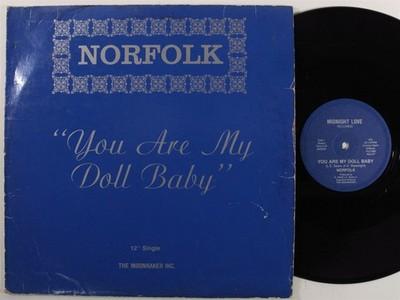 NORFOLK
"You Are My
Doll Baby"
12" Single
THE MOONRAKER INC.
MIDNIGHT LOVE
RECORDS
YOU ARE MY DOLL BABY
NORFOLK